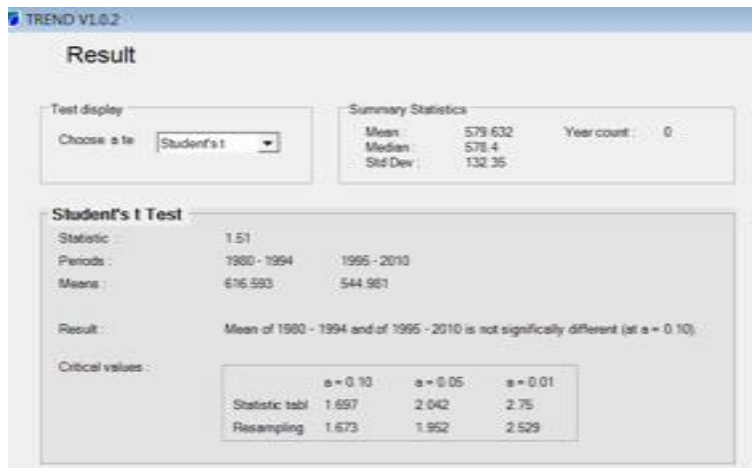 TREND V1.0.2
Result
Test display
Choose a te Student's t
Summary Statistics
Mean : 579.632 Year count : 0
Median : 578.4
Std Dev : 132.35
Student's t Test
Statistic : 1.51
Periods : 1980 - 1994 1995 - 2010
Means : 616.593 544.981
Result : Mean of 1980 - 1994 and of 1995 - 2010 is not significally different (at a = 0.10).
Critical values :
a = 0.10 a = 0.05 a = 0.01
Statistic tabl 1.697 2.042 2.75
Resampling 1.673 1.952 2.529